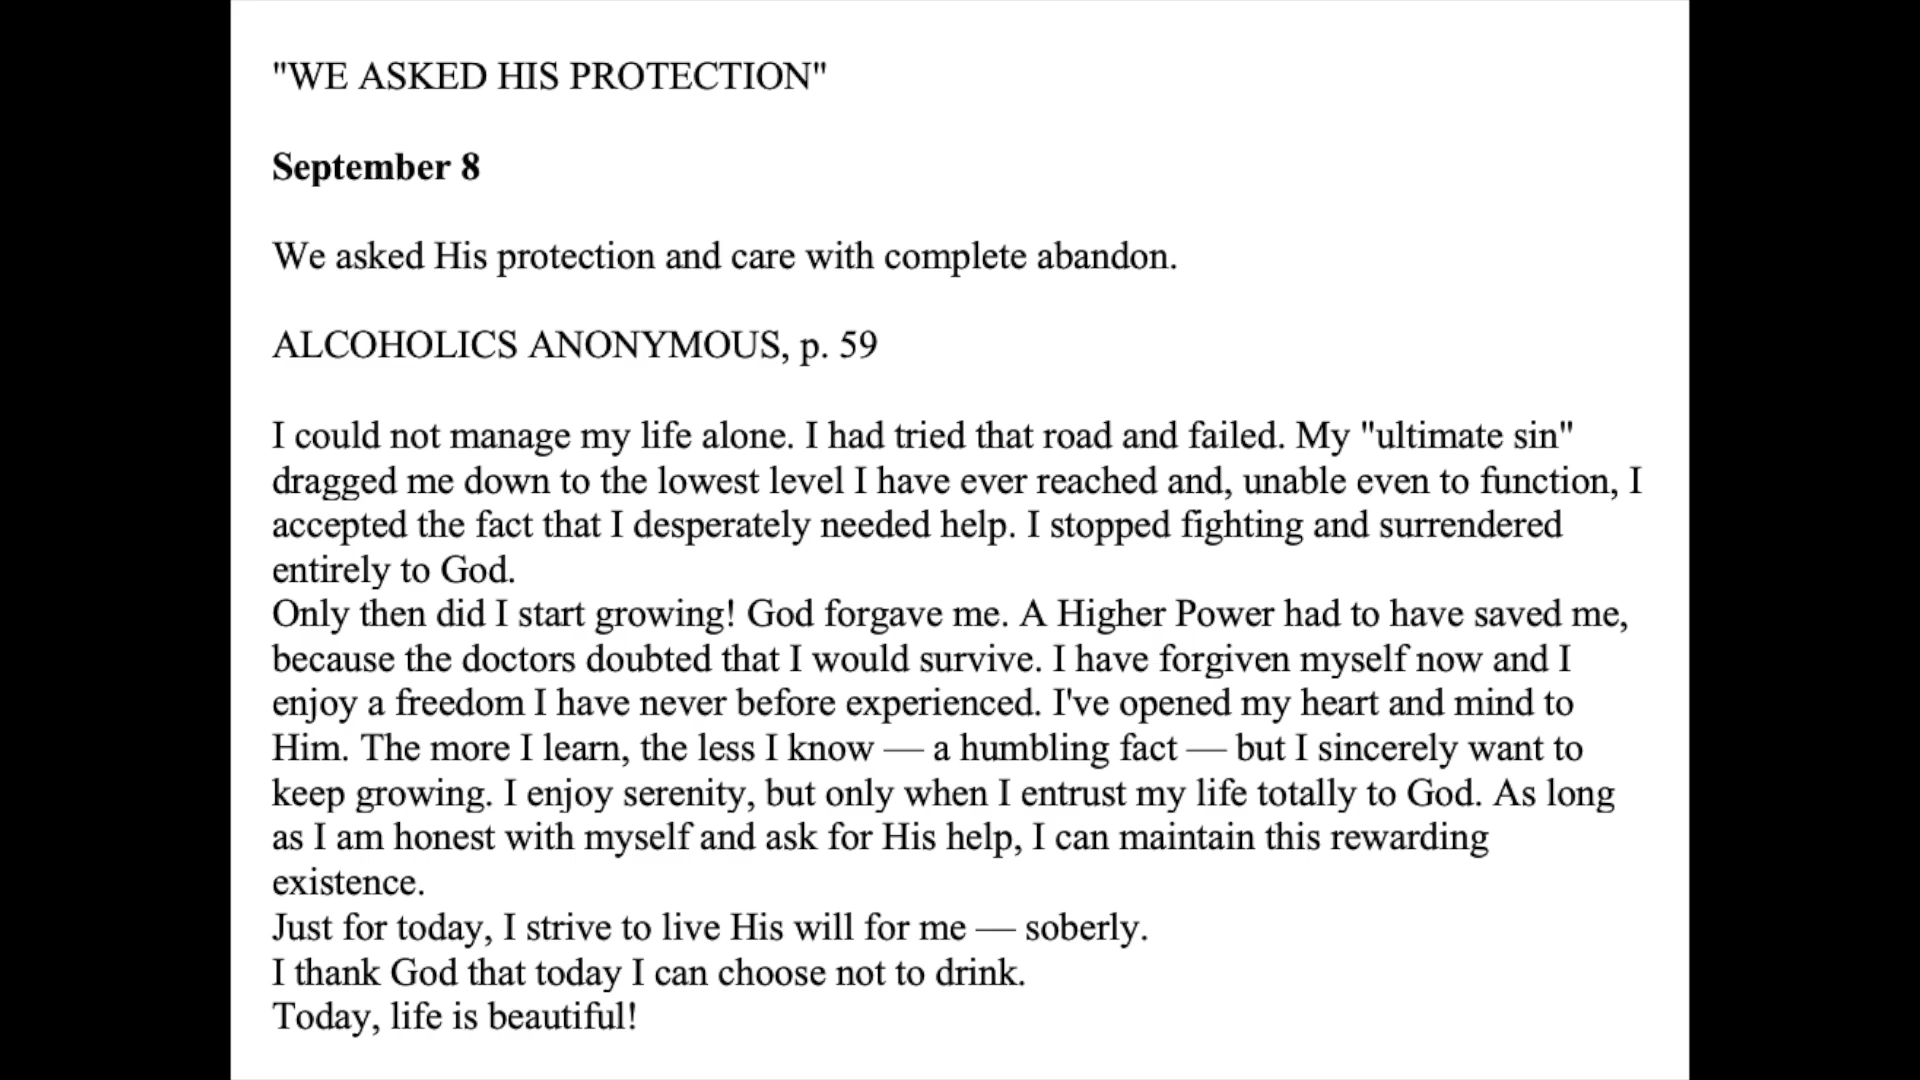 "WE ASKED HIS PROTECTION"
September 8
We asked His protection and care with complete abandon.
ALCOHOLICS ANONYMOUS, p. 59
I could not manage my life alone. I had tried that road and failed. My "ultimate sin"
dragged me down to the lowest level I have ever reached and, unable even to function, I
accepted the fact that I desperately needed help. I stopped fighting and surrendered
entirely to God.
Only then did I start growing! God forgave me. A Higher Power had to have saved me,
because the doctors doubted that I would survive. I have forgiven myself now and I
enjoy a freedom I have never before experienced. I've opened my heart and mind to
Him. The more I learn, the less I know — a humbling fact — but I sincerely want to
keep growing. I enjoy serenity, but only when I entrust my life totally to God. As long
as I am honest with myself and ask for His help, I can maintain this rewarding
existence.
Just for today, I strive to live His will for me — soberly.
I thank God that today I can choose not to drink.
Today, life is beautiful!